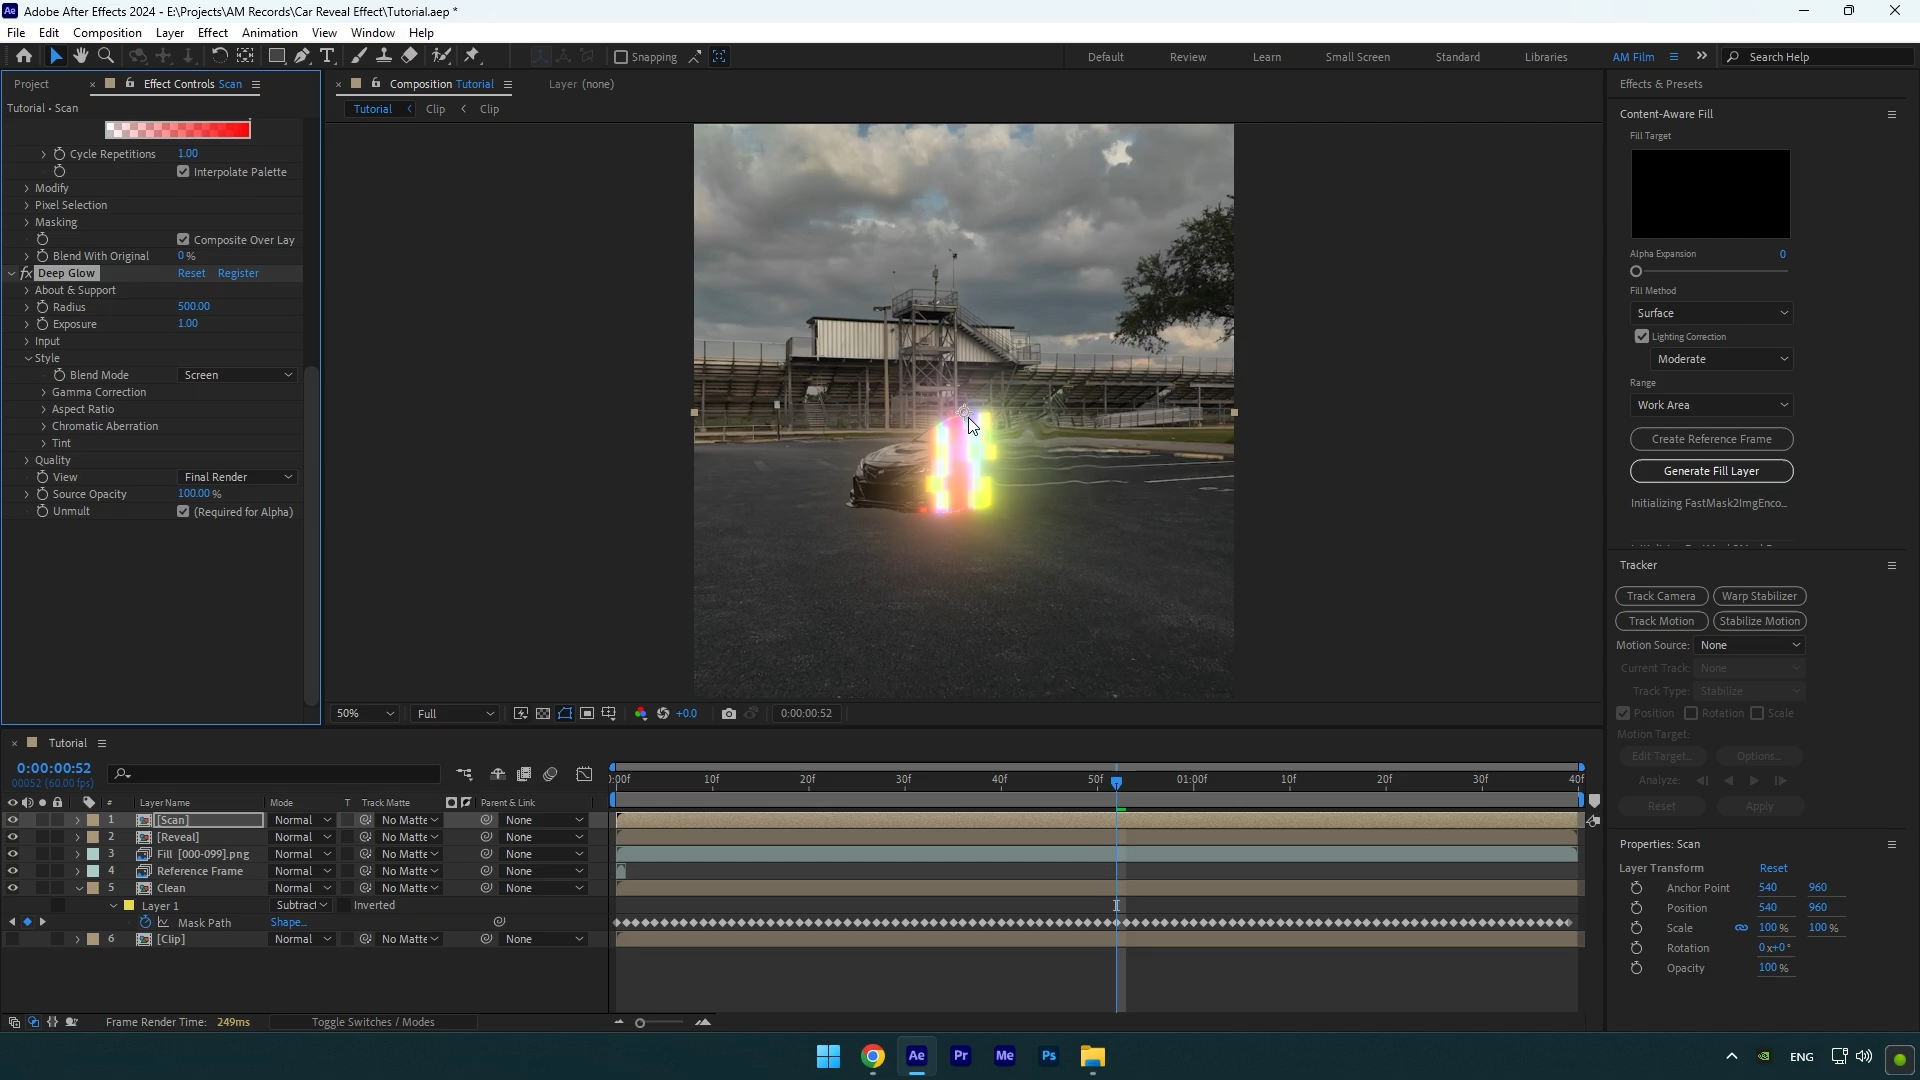 Adobe After Effects 2024 - E:\Projects\AM Records\Car Reveal Effect\Tutorial.aep *
File Edit Composition Layer Effect Animation View Window Help
Snapping
Default Review Learn Small Screen Standard Libraries AM Film Search Help
Project Effect Controls Scan
Composition Tutorial Layer (none)
Effects & Presets
Tutorial • Scan
Tutorial Clip Clip
Content-Aware Fill
Fill Target
Cycle Repetitions 1.00
Interpolate Palette
Modify
Pixel Selection
Masking
Composite Over Lay
Blend With Original 0 %
fx Deep Glow Reset Register
About & Support
Radius 500.00
Exposure 1.00
Input
Style
Blend Mode Screen
Gamma Correction
Aspect Ratio
Chromatic Aberration
Tint
Quality
View Final Render
Source Opacity 100.00 %
Unmult (Required for Alpha)
Alpha Expansion 0
Fill Method
Surface
Lighting Correction
Moderate
Range
Work Area
Create Reference Frame
Generate Fill Layer
Initializing FastMask2ImgEnco...
Tracker
Track Camera Warp Stabilizer
Track Motion Stabilize Motion
Motion Source: None
Current Track: None
Track Type: Stabilize
Position Rotation Scale
Motion Target:
Edit Target... Options...
Analyze:
Reset Apply
50% Full +0.0 0:00:00:52
Tutorial
0:00:00:52
00052 (60.00 fps)
):00f 10f 20f 30f 40f 50f 01:00f 10f 20f 30f 40f
# Layer Name Mode T Track Matte Parent & Link
1 [Scan] Normal No Matte None
2 [Reveal] Normal No Matte None
3 Fill [000-099].png Normal No Matte None
4 Reference Frame Normal No Matte None
5 Clean Normal No Matte None
Layer 1 Subtract Inverted
Mask Path Shape...
6 [Clip] Normal No Matte None
Properties: Scan
Layer Transform Reset
Anchor Point 540 960
Position 540 960
Scale 100 % 100 %
Rotation 0x+0°
Opacity 100 %
Frame Render Time: 249ms Toggle Switches / Modes
Ae Pr Me Ps
ENG